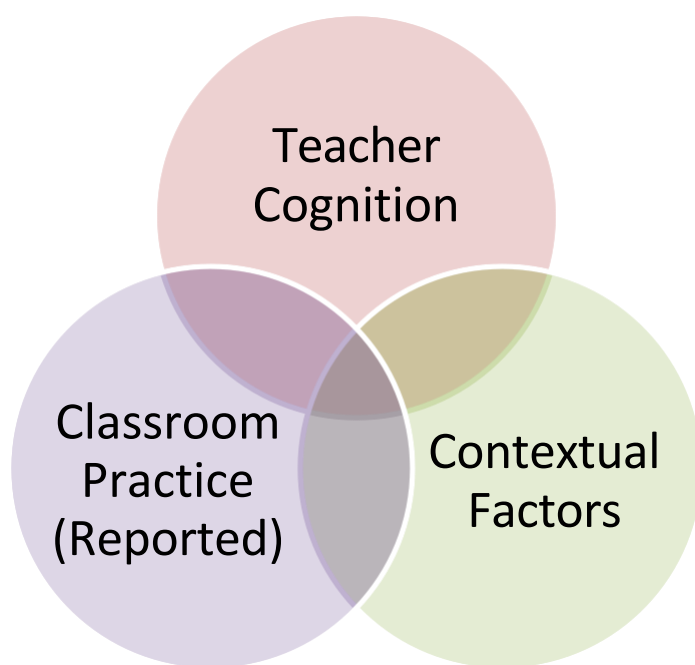 Teacher
Cognition
Classroom
Practice
(Reported)
Contextual
Factors